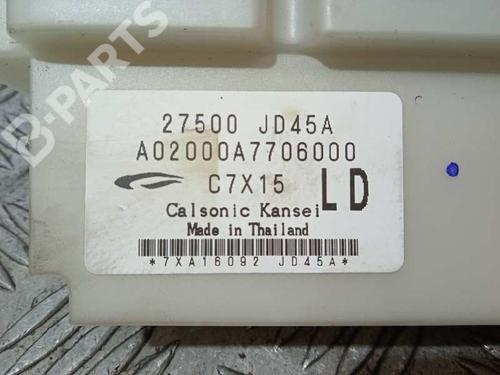 27500 JD45A
A02000A7706000
C7X15 LD
Calsonic Kansei
Made in Thailand
*7XA16092 JD45A*
B-PARTS